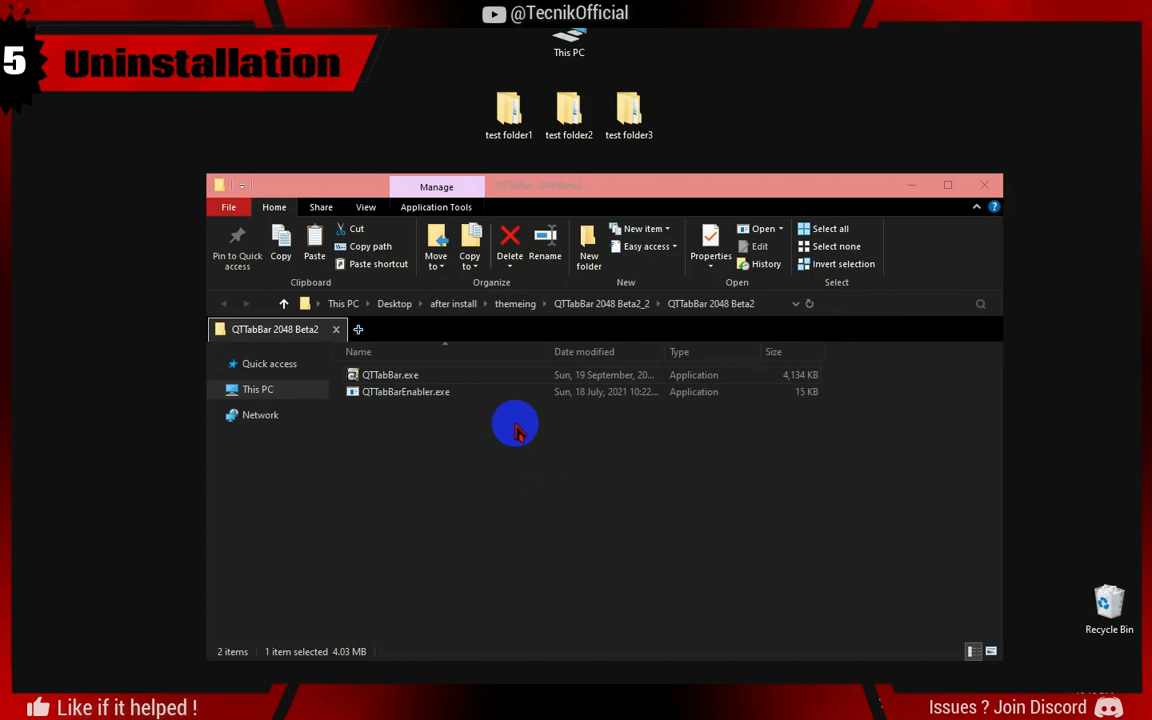 @TecnikOfficial
5 Uninstallation
This PC
test folder1 test folder2 test folder3
Manage QTTabBar 2048 Beta2
File Home Share View Application Tools
Pin to Quick access
Copy
Paste
Cut
Copy path
Paste shortcut
Clipboard
Move to
Copy to
Delete
Rename
Organize
New folder
New item
Easy access
New
Properties
Open
Edit
History
Open
Select all
Select none
Invert selection
Select
This PC > Desktop > after install > themeing > QTTabBar 2048 Beta2_2 > QTTabBar 2048 Beta2
QTTabBar 2048 Beta2
Name Date modified Type Size
Quick access
This PC
Network
QTTabBar.exe Sun, 19 September, 20... Application 4,134 KB
QTTabBarEnabler.exe Sun, 18 July, 2021 10:22... Application 15 KB
2 items 1 item selected 4.03 MB
Recycle Bin
Like if it helped !
Issues ? Join Discord